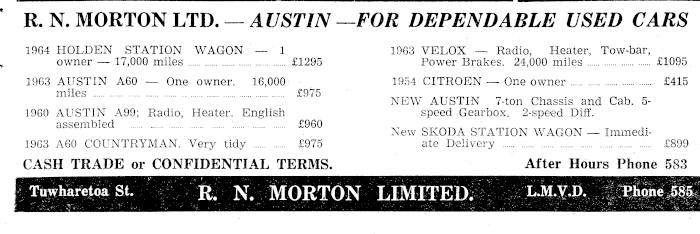 R. N. MORTON LTD. — AUSTIN — FOR DEPENDABLE USED CARS
1964 HOLDEN STATION WAGON — 1
owner — 17,000 miles ........ £1295
1963 AUSTIN A60 — One owner. 16,000
miles ........ £975
1960 AUSTIN A99; Radio, Heater. English
assembled ........ £960
1963 A60 COUNTRYMAN. Very tidy ..... £975
1963 VELOX — Radio, Heater, Tow-bar,
Power Brakes. 24,000 miles ........ £1095
1954 CITROEN — One owner ........ £415
NEW AUSTIN 7-ton Chassis and Cab. 5-
speed Gearbox, 2-speed Diff.
New SKODA STATION WAGON — Immedi-
ate Delivery ........ £899
CASH TRADE or CONFIDENTIAL TERMS.
After Hours Phone 583
Tuwharetoa St. R. N. MORTON LIMITED. L.M.V.D. Phone 585